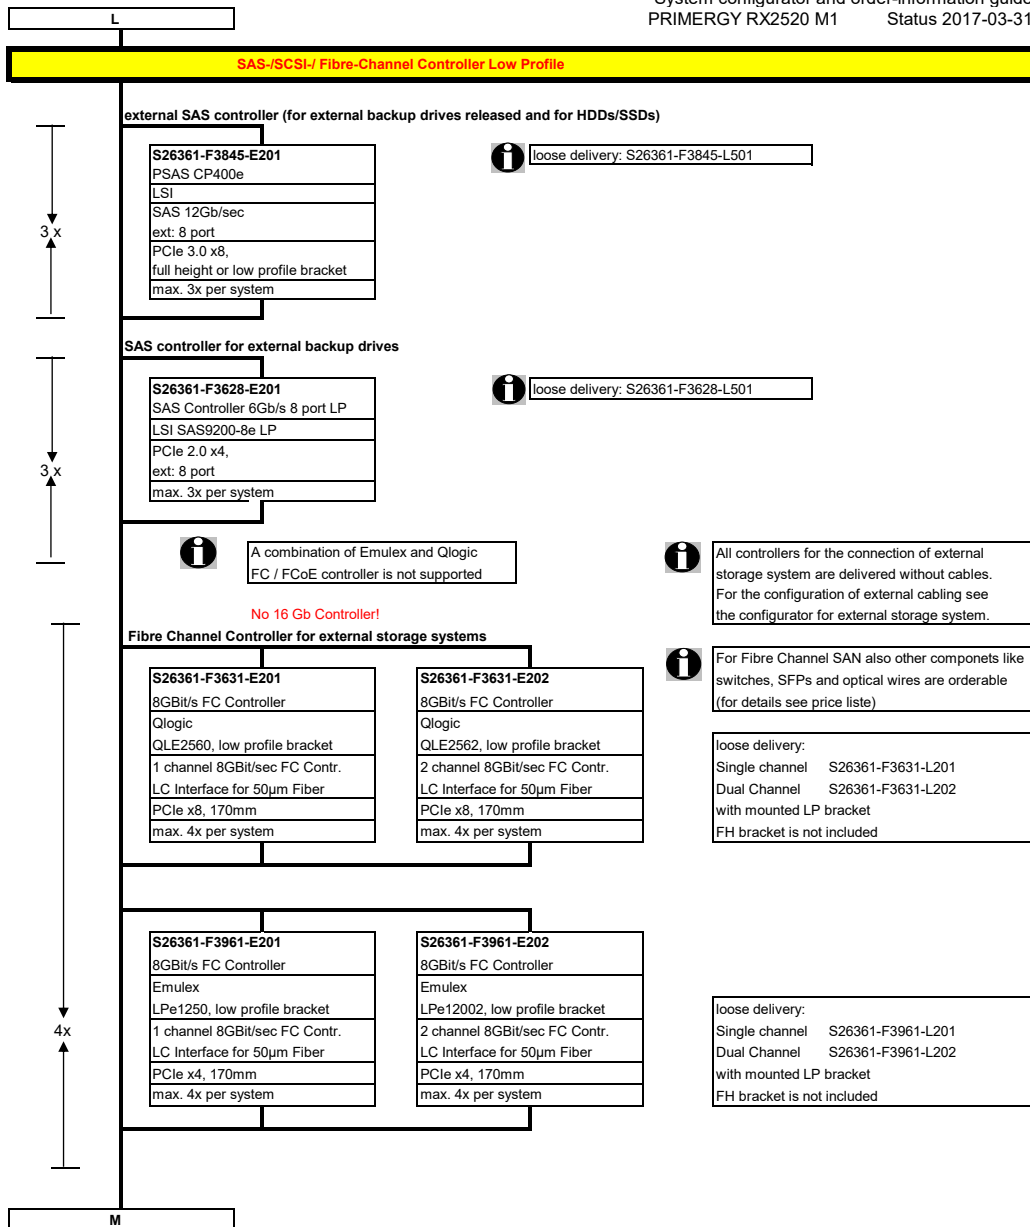 System configurator and order-information guide
PRIMERGY RX2520 M1 Status 2017-03-31
L
SAS-/SCSI-/ Fibre-Channel Controller Low Profile
external SAS controller (for external backup drives released and for HDDs/SSDs)
S26361-F3845-E201
PSAS CP400e
LSI
SAS 12Gb/sec
ext: 8 port
PCIe 3.0 x8,
full height or low profile bracket
max. 3x per system
loose delivery: S26361-F3845-L501
3 x
SAS controller for external backup drives
S26361-F3628-E201
SAS Controller 6Gb/s 8 port LP
LSI SAS9200-8e LP
PCIe 2.0 x4,
ext: 8 port
max. 3x per system
loose delivery: S26361-F3628-L501
3 x
A combination of Emulex and Qlogic
FC / FCoE controller is not supported
All controllers for the connection of external
storage system are delivered without cables.
For the configuration of external cabling see
the configurator for external storage system.
No 16 Gb Controller!
Fibre Channel Controller for external storage systems
S26361-F3631-E201
8GBit/s FC Controller
Qlogic
QLE2560, low profile bracket
1 channel 8GBit/sec FC Contr.
LC Interface for 50µm Fiber
PCIe x8, 170mm
max. 4x per system
S26361-F3631-E202
8GBit/s FC Controller
Qlogic
QLE2562, low profile bracket
2 channel 8GBit/sec FC Contr.
LC Interface for 50µm Fiber
PCIe x8, 170mm
max. 4x per system
For Fibre Channel SAN also other componets like
switches, SFPs and optical wires are orderable
(for details see price liste)
loose delivery:
Single channel S26361-F3631-L201
Dual Channel S26361-F3631-L202
with mounted LP bracket
FH bracket is not included
S26361-F3961-E201
8GBit/s FC Controller
Emulex
LPe1250, low profile bracket
1 channel 8GBit/sec FC Contr.
LC Interface for 50µm Fiber
PCIe x4, 170mm
max. 4x per system
S26361-F3961-E202
8GBit/s FC Controller
Emulex
LPe12002, low profile bracket
2 channel 8GBit/sec FC Contr.
LC Interface for 50µm Fiber
PCIe x4, 170mm
max. 4x per system
loose delivery:
Single channel S26361-F3961-L201
Dual Channel S26361-F3961-L202
with mounted LP bracket
FH bracket is not included
4x
M